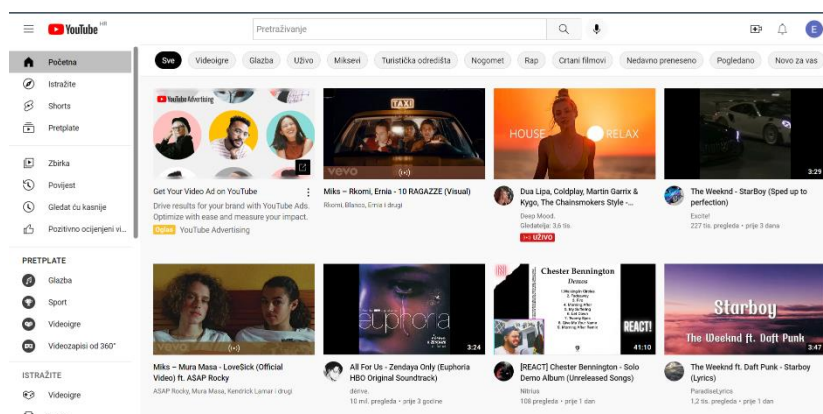 YouTube HR
Pretraživanje
E
Početna
Istražite
Shorts
Pretplate
Zbirka
Povijest
Gledat ću kasnije
Pozitivno ocijenjeni vi...
PRETPLATE
Glazba
Sport
Videoigre
Videozapisi od 360°
ISTRAŽITE
Videoigre
Sve Videoigre Glazba Uživo Miksevi Turistička odredišta Nogomet Rap Crtani filmovi Nedavno preneseno Pogledano Novo za vas
YouTube Advertising
Get Your Video Ad on YouTube
Drive results for your brand with YouTube Ads.
Optimize with ease and measure your impact.
Oglas YouTube Advertising
TAXI
vevo
Miks – Rkomi, Ernia - 10 RAGAZZE (Visual)
Rkomi, Blanco, Ernia i drugi
HOUSE RELAX
Dua Lipa, Coldplay, Martin Garrix &
Kygo, The Chainsmokers Style -...
Deep Mood.
Gledatelja: 3,6 tis.
UŽIVO
3:29
The Weeknd - StarBoy (Sped up to
perfection)
Excite!
227 tis. pregleda • prije 3 dana
vevo
Miks – Mura Masa - Love$ick (Official
Video) ft. ASAP Rocky
ASAP Rocky, Mura Masa, Kendrick Lamar i drugi
euphoria
3:24
All For Us - Zendaya Only (Euphoria
HBO Original Soundtrack)
dérive.
10 mil. pregleda • prije 3 godine
Chester Bennington
Demos
REACT!
41:10
[REACT] Chester Bennington - Solo
Demo Album (Unreleased Songs)
Nitrius
108 pregleda • prije 1 dan
Starboy
The Weeknd ft. Daft Punk
3:47
The Weeknd ft. Daft Punk - Starboy
(Lyrics)
ParadiseLyrics
1,2 tis. pregleda • prije 1 dan